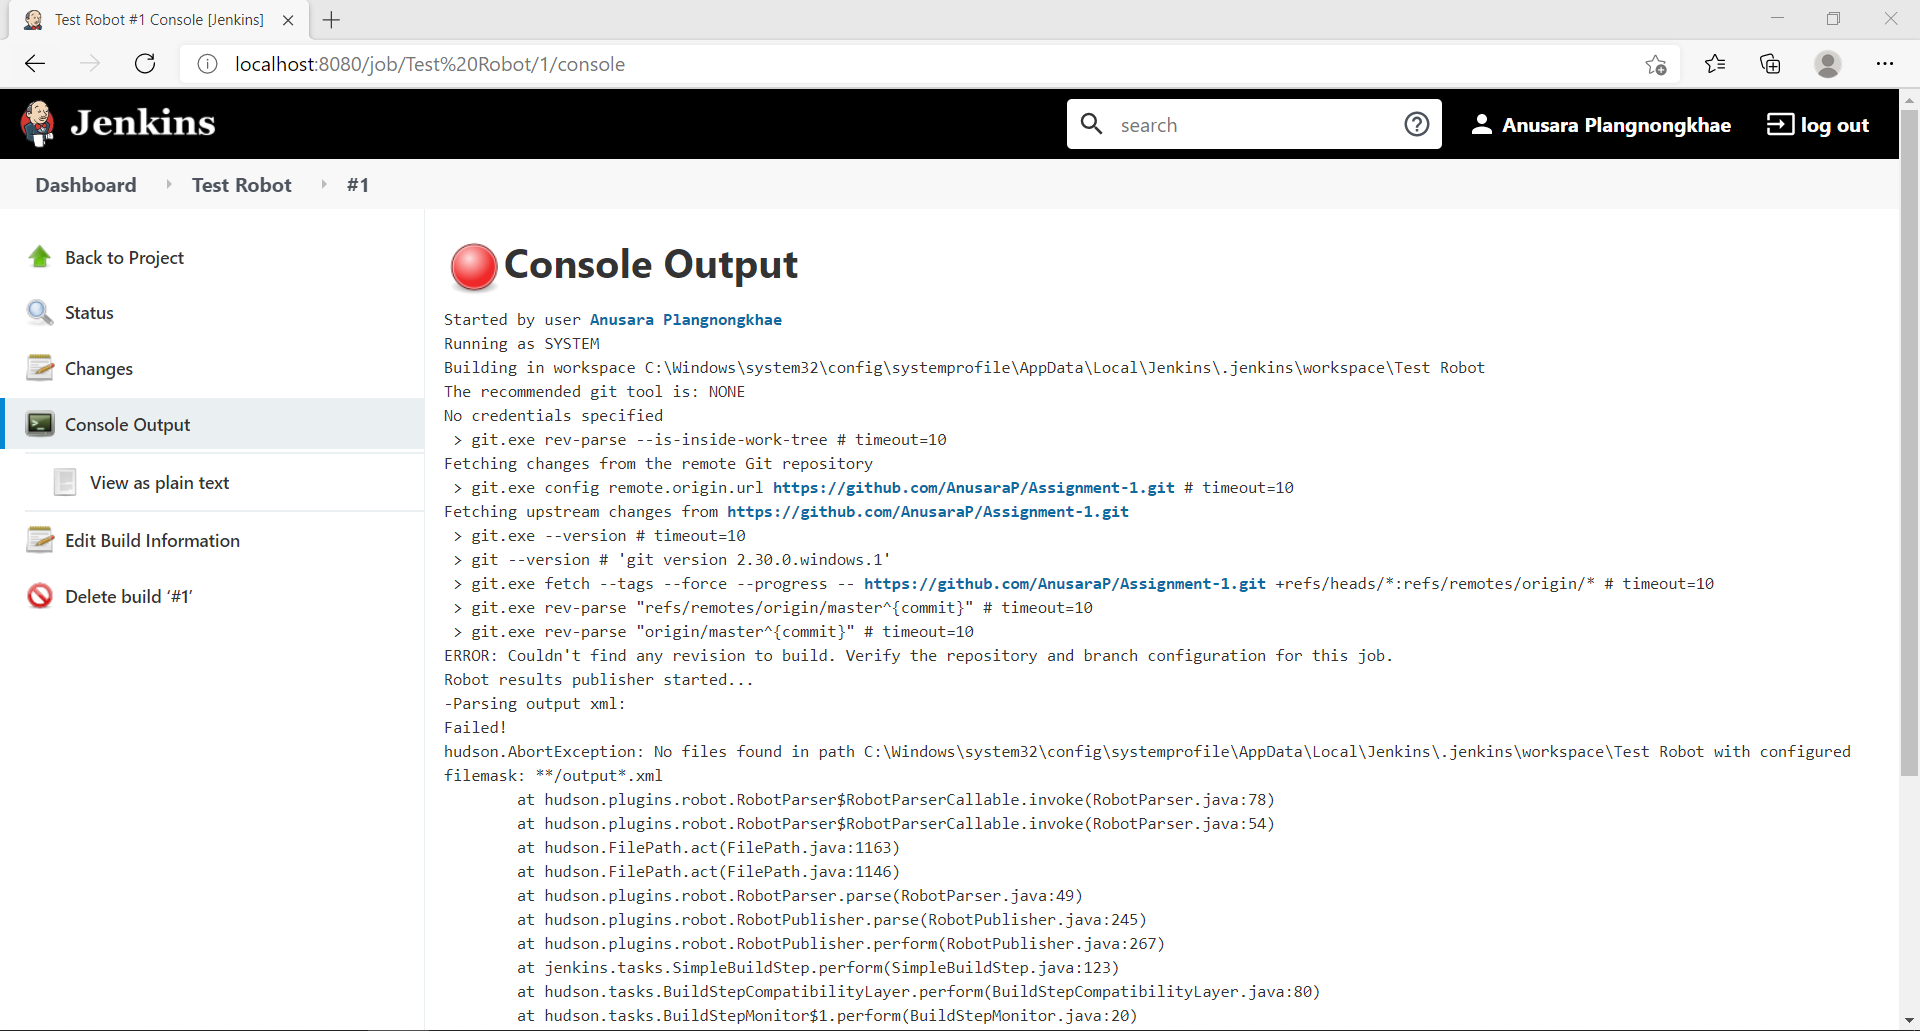 Test Robot #1 Console [Jenkins]
localhost:8080/job/Test%20Robot/1/console
Jenkins
search
Anusara Plangnongkhae
log out
Dashboard
Test Robot
#1
Back to Project
Status
Changes
Console Output
View as plain text
Edit Build Information
Delete build ‘#1’
Console Output
Started by user Anusara Plangnongkhae
Running as SYSTEM
Building in workspace C:\Windows\system32\config\systemprofile\AppData\Local\Jenkins\.jenkins\workspace\Test Robot
The recommended git tool is: NONE
No credentials specified
> git.exe rev-parse --is-inside-work-tree # timeout=10
Fetching changes from the remote Git repository
> git.exe config remote.origin.url https://github.com/AnusaraP/Assignment-1.git # timeout=10
Fetching upstream changes from https://github.com/AnusaraP/Assignment-1.git
> git.exe --version # timeout=10
> git --version # 'git version 2.30.0.windows.1'
> git.exe fetch --tags --force --progress -- https://github.com/AnusaraP/Assignment-1.git +refs/heads/*:refs/remotes/origin/* # timeout=10
> git.exe rev-parse "refs/remotes/origin/master^{commit}" # timeout=10
> git.exe rev-parse "origin/master^{commit}" # timeout=10
ERROR: Couldn't find any revision to build. Verify the repository and branch configuration for this job.
Robot results publisher started...
-Parsing output xml:
Failed!
hudson.AbortException: No files found in path C:\Windows\system32\config\systemprofile\AppData\Local\Jenkins\.jenkins\workspace\Test Robot with configured
filemask: **/output*.xml
at hudson.plugins.robot.RobotParser$RobotParserCallable.invoke(RobotParser.java:78)
at hudson.plugins.robot.RobotParser$RobotParserCallable.invoke(RobotParser.java:54)
at hudson.FilePath.act(FilePath.java:1163)
at hudson.FilePath.act(FilePath.java:1146)
at hudson.plugins.robot.RobotParser.parse(RobotParser.java:49)
at hudson.plugins.robot.RobotPublisher.parse(RobotPublisher.java:245)
at hudson.plugins.robot.RobotPublisher.perform(RobotPublisher.java:267)
at jenkins.tasks.SimpleBuildStep.perform(SimpleBuildStep.java:123)
at hudson.tasks.BuildStepCompatibilityLayer.perform(BuildStepCompatibilityLayer.java:80)
at hudson.tasks.BuildStepMonitor$1.perform(BuildStepMonitor.java:20)